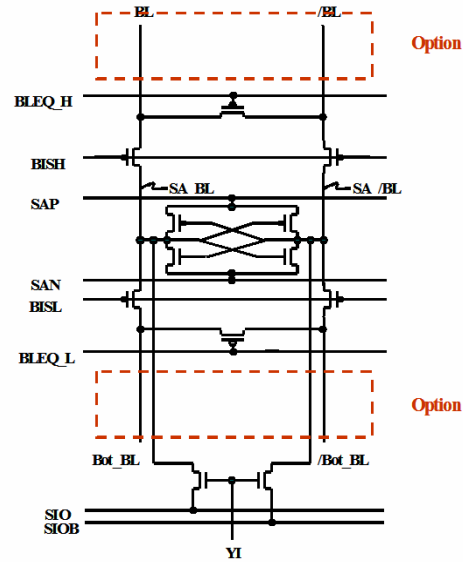 BL /BL
Option
BLEQ_H
BISH
SA_BL SA_/BL
SAP
SAN
BISL
BLEQ_L
Option
Bot_BL /Bot_BL
SIO
SIOB
YI